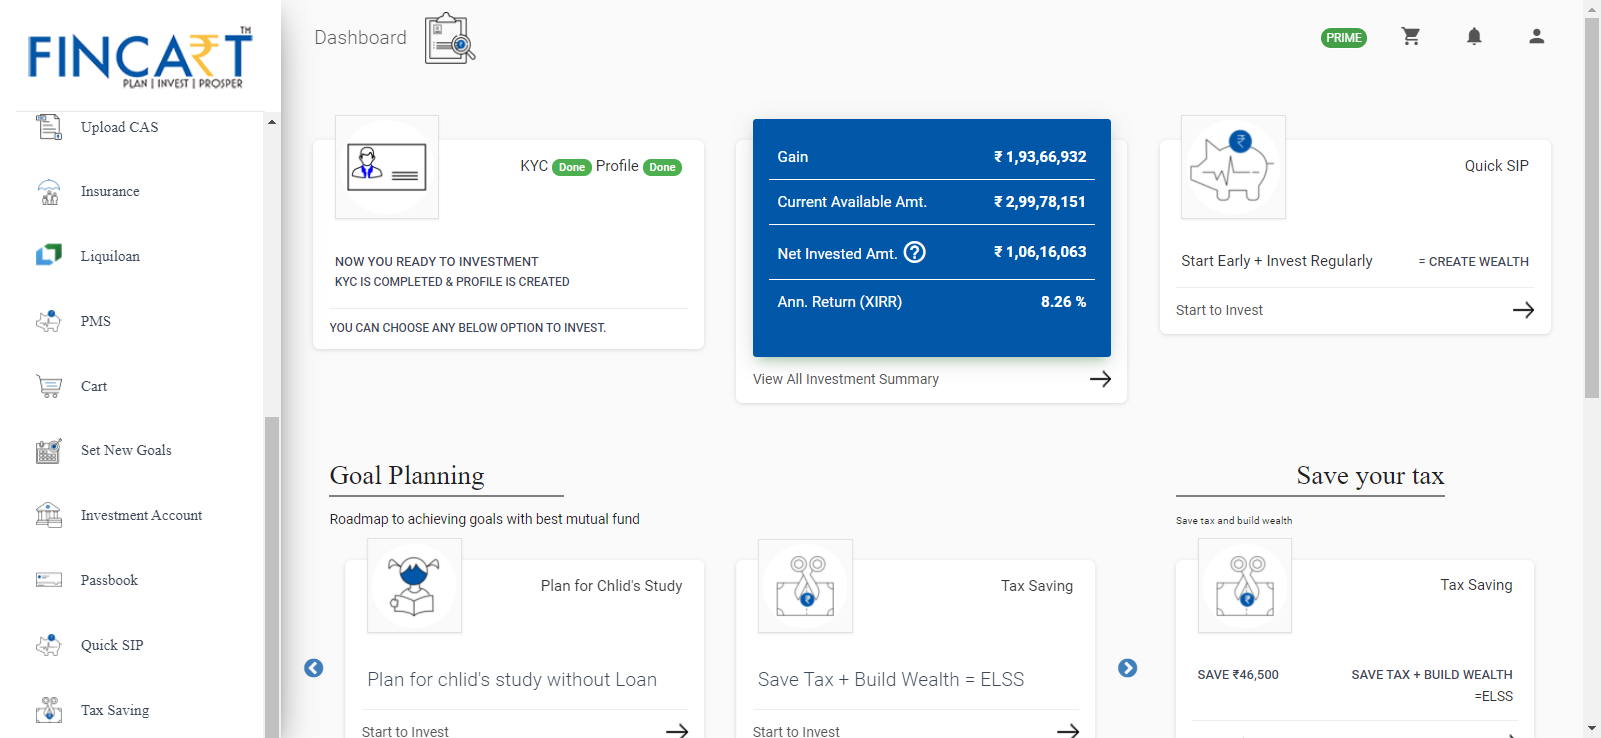 FINCART™
PLAN | INVEST | PROSPER
Upload CAS
Insurance
Liquiloan
PMS
Cart
Set New Goals
Investment Account
Passbook
Quick SIP
Tax Saving
Dashboard
PRIME
KYC Done Profile Done
NOW YOU READY TO INVESTMENT
KYC IS COMPLETED & PROFILE IS CREATED
YOU CAN CHOOSE ANY BELOW OPTION TO INVEST.
Gain ₹ 1,93,66,932
Current Available Amt. ₹ 2,99,78,151
Net Invested Amt. ? ₹ 1,06,16,063
Ann. Return (XIRR) 8.26 %
View All Investment Summary
Quick SIP
Start Early + Invest Regularly = CREATE WEALTH
Start to Invest
Goal Planning
Roadmap to achieving goals with best mutual fund
Plan for Chlid's Study
Plan for chlid's study without Loan
Start to Invest
Tax Saving
Save Tax + Build Wealth = ELSS
Start to Invest
Save your tax
Save tax and build wealth
Tax Saving
SAVE ₹46,500 SAVE TAX + BUILD WEALTH
=ELSS